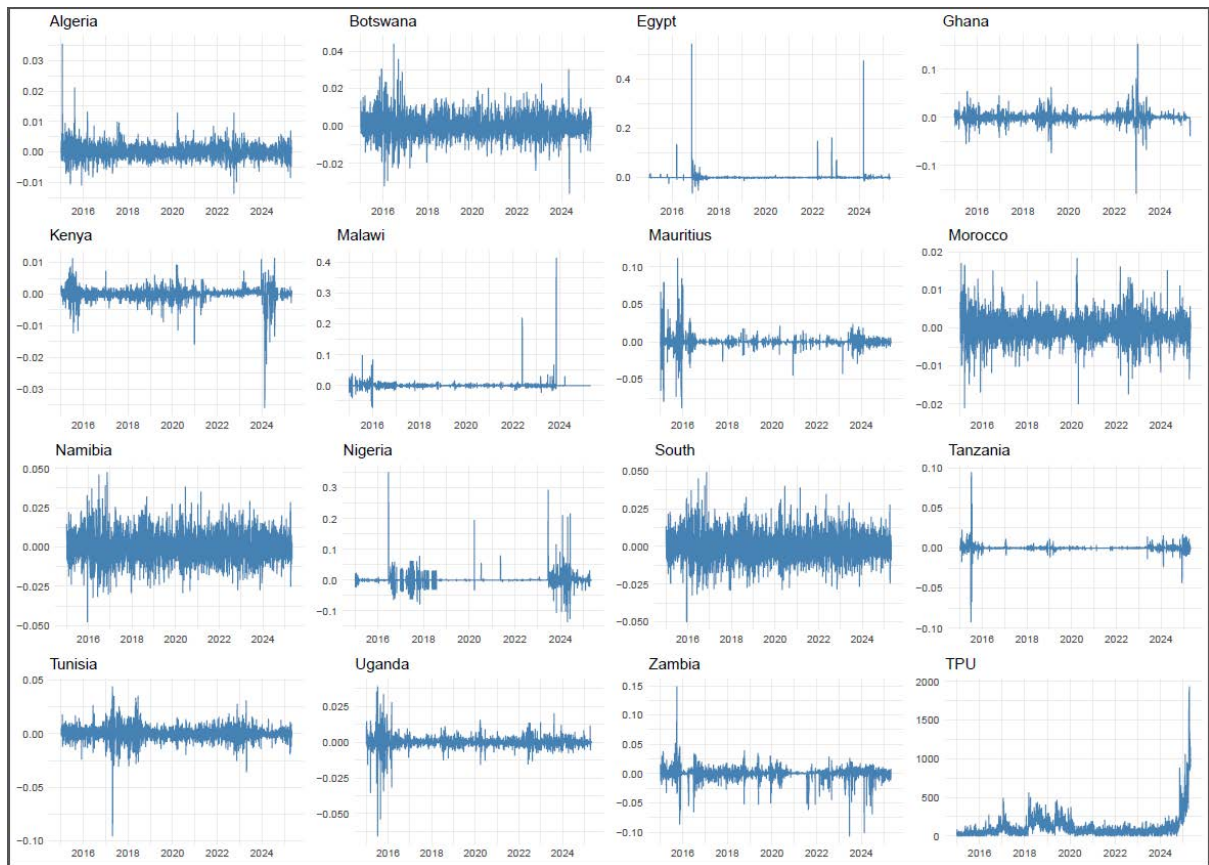 Algeria
0.03
0.02
0.01
0.00
−0.01
2016 2018 2020 2022 2024
Botswana
0.04
0.02
0.00
−0.02
2016 2018 2020 2022 2024
Egypt
0.4
0.2
0.0
2016 2018 2020 2022 2024
Ghana
0.1
0.0
−0.1
2016 2018 2020 2022 2024
Kenya
0.01
0.00
−0.01
−0.02
−0.03
2016 2018 2020 2022 2024
Malawi
0.4
0.3
0.2
0.1
0.0
2016 2018 2020 2022 2024
Mauritius
0.10
0.05
0.00
−0.05
2016 2018 2020 2022 2024
Morocco
0.02
0.01
0.00
−0.01
−0.02
2016 2018 2020 2022 2024
Namibia
0.050
0.025
0.000
−0.025
−0.050
2016 2018 2020 2022 2024
Nigeria
0.3
0.2
0.1
0.0
−0.1
2016 2018 2020 2022 2024
South
0.050
0.025
0.000
−0.025
−0.050
2016 2018 2020 2022 2024
Tanzania
0.10
0.05
0.00
−0.05
−0.10
2016 2018 2020 2022 2024
Tunisia
0.05
0.00
−0.05
−0.10
2016 2018 2020 2022 2024
Uganda
0.025
0.000
−0.025
−0.050
2016 2018 2020 2022 2024
Zambia
0.15
0.10
0.05
0.00
−0.05
−0.10
2016 2018 2020 2022 2024
TPU
2000
1500
1000
500
0
2016 2018 2020 2022 2024